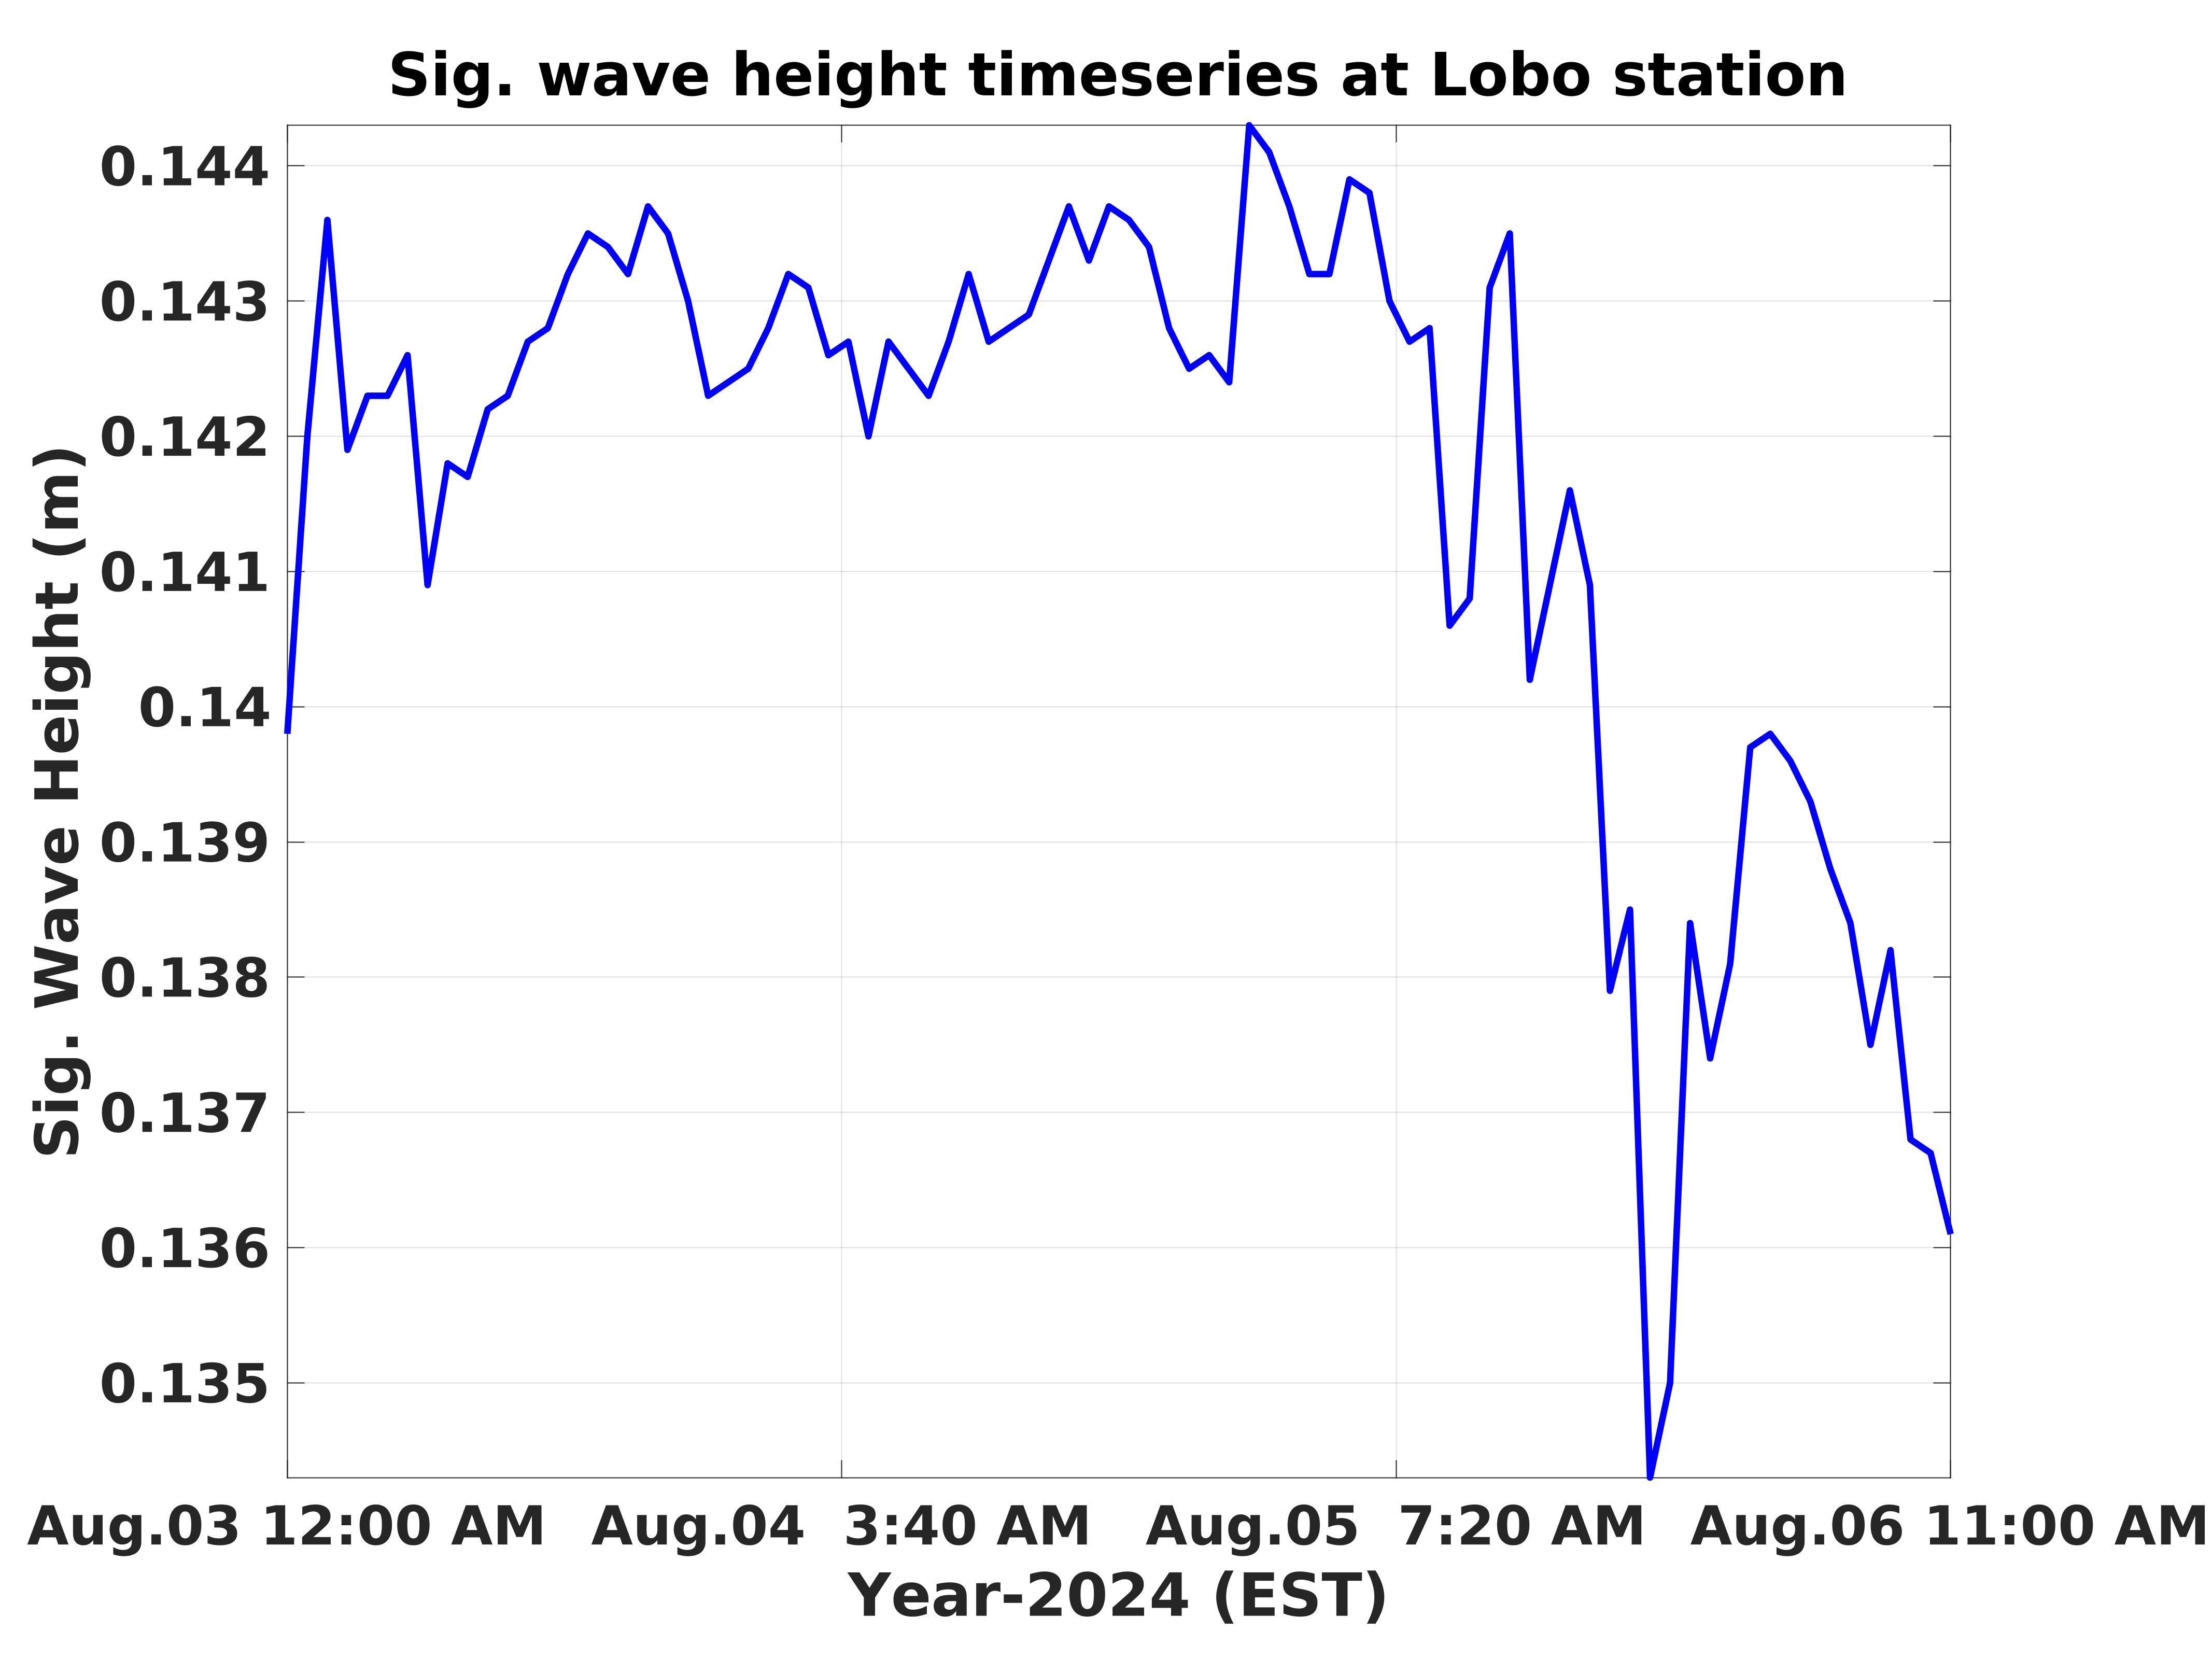 Sig. wave height timeseries at Lobo station
0.144
0.143
0.142
0.141
0.14
0.139
0.138
0.137
0.136
0.135
Sig. Wave Height (m)
Aug.03 12:00 AM Aug.04 3:40 AM Aug.05 7:20 AM Aug.06 11:00 AM
Year-2024 (EST)